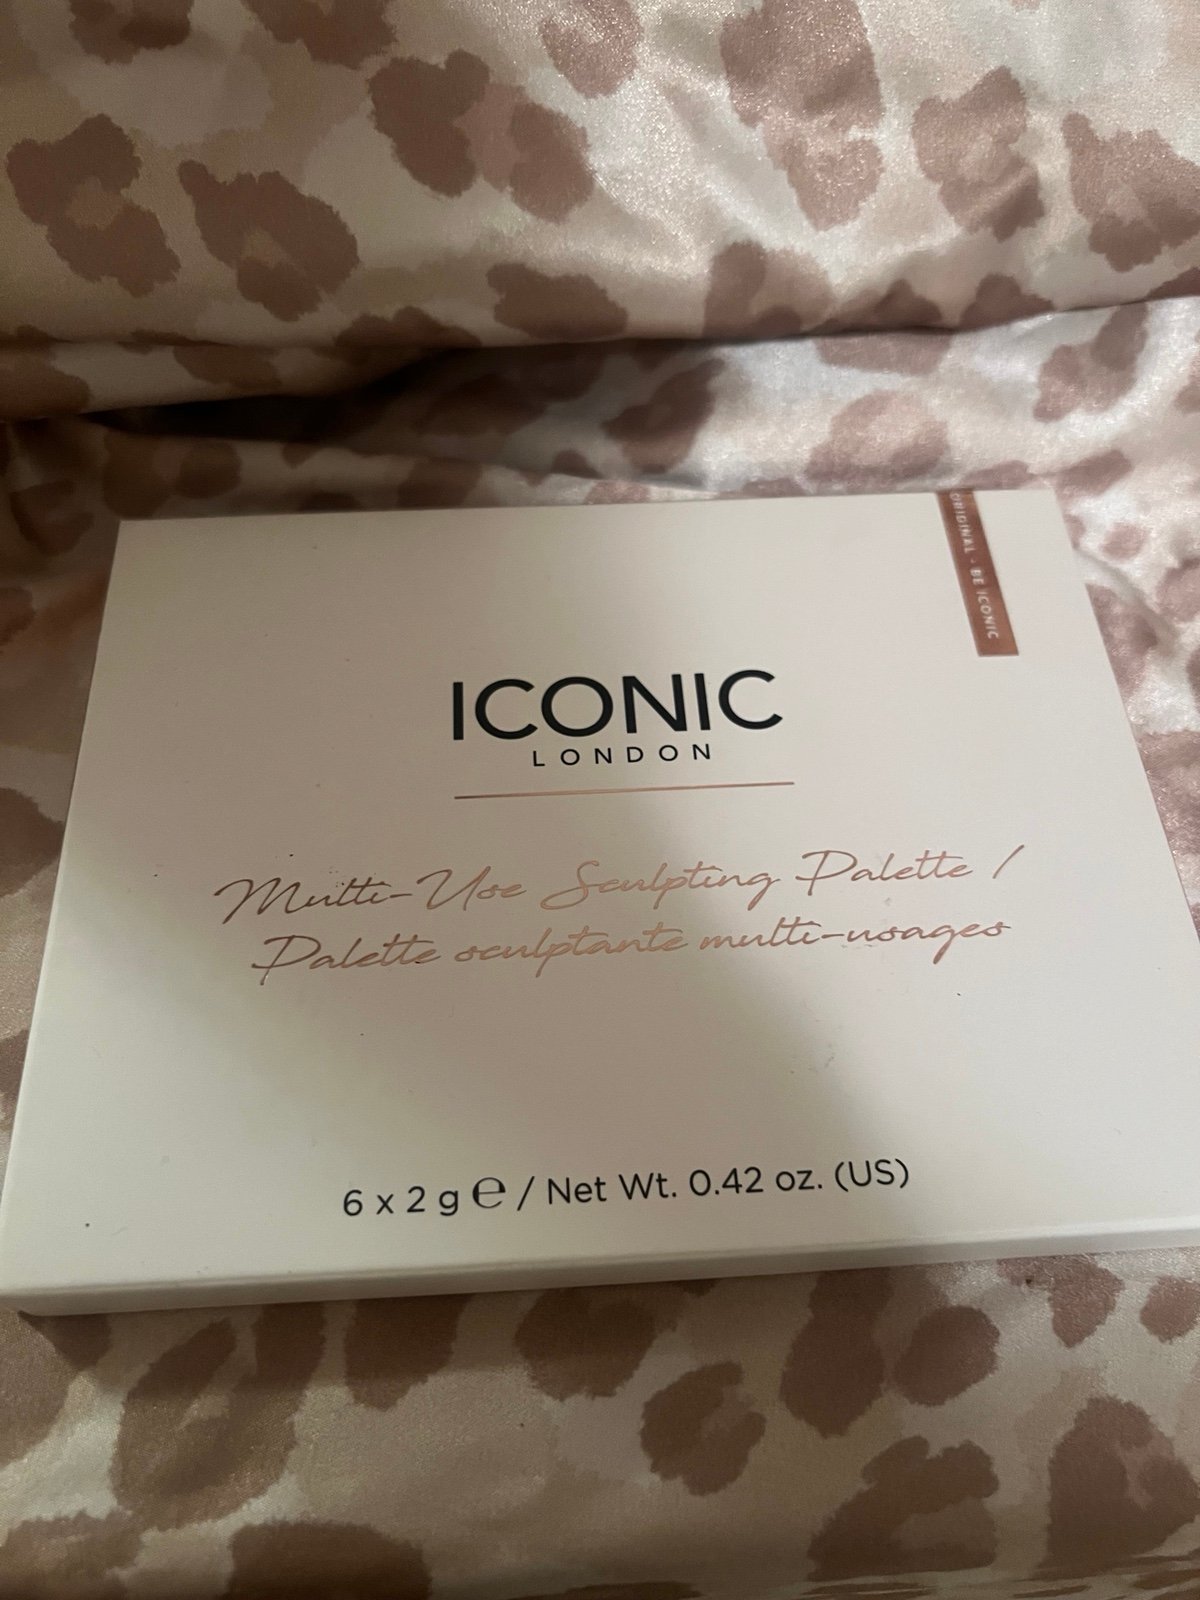 ORIGINAL - BE ICONIC
ICONIC
LONDON
Multi-Use Sculpting Palette /
Palette sculptante multi-usages
6 x 2 g ℮ / Net Wt. 0.42 oz. (US)